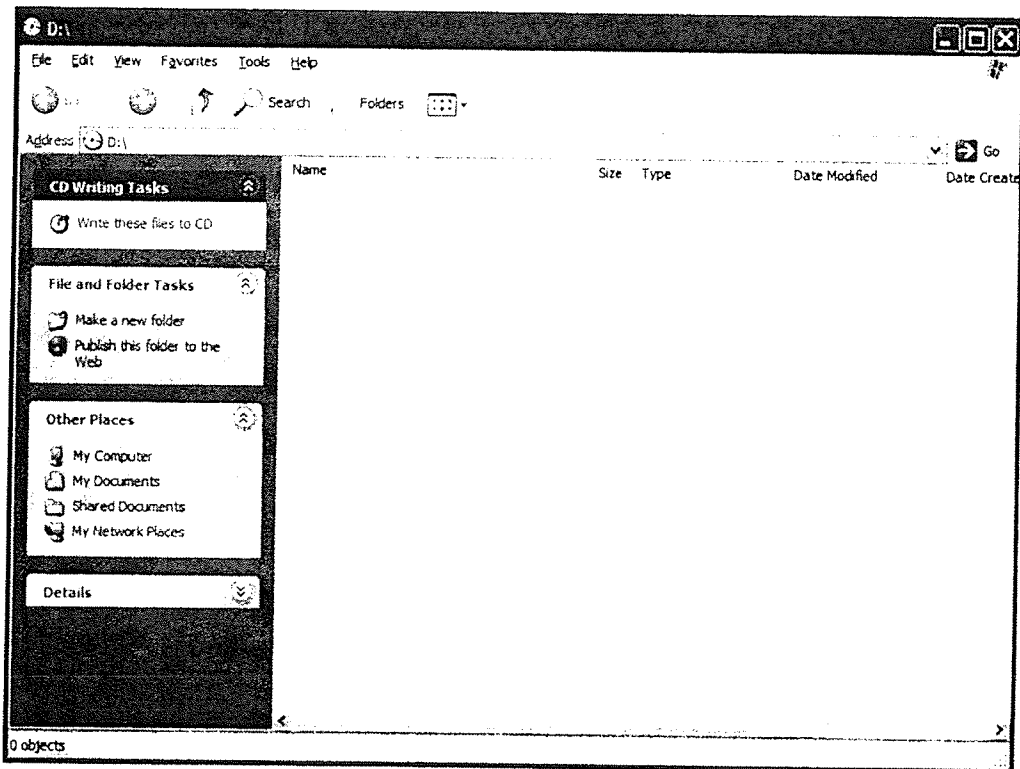 D:\
File Edit View Favorites Tools Help
Search Folders
Address D:\ Go
CD Writing Tasks
Write these files to CD
File and Folder Tasks
Make a new folder
Publish this folder to the
Web
Other Places
My Computer
My Documents
Shared Documents
My Network Places
Details
Name Size Type Date Modified Date Create
0 objects